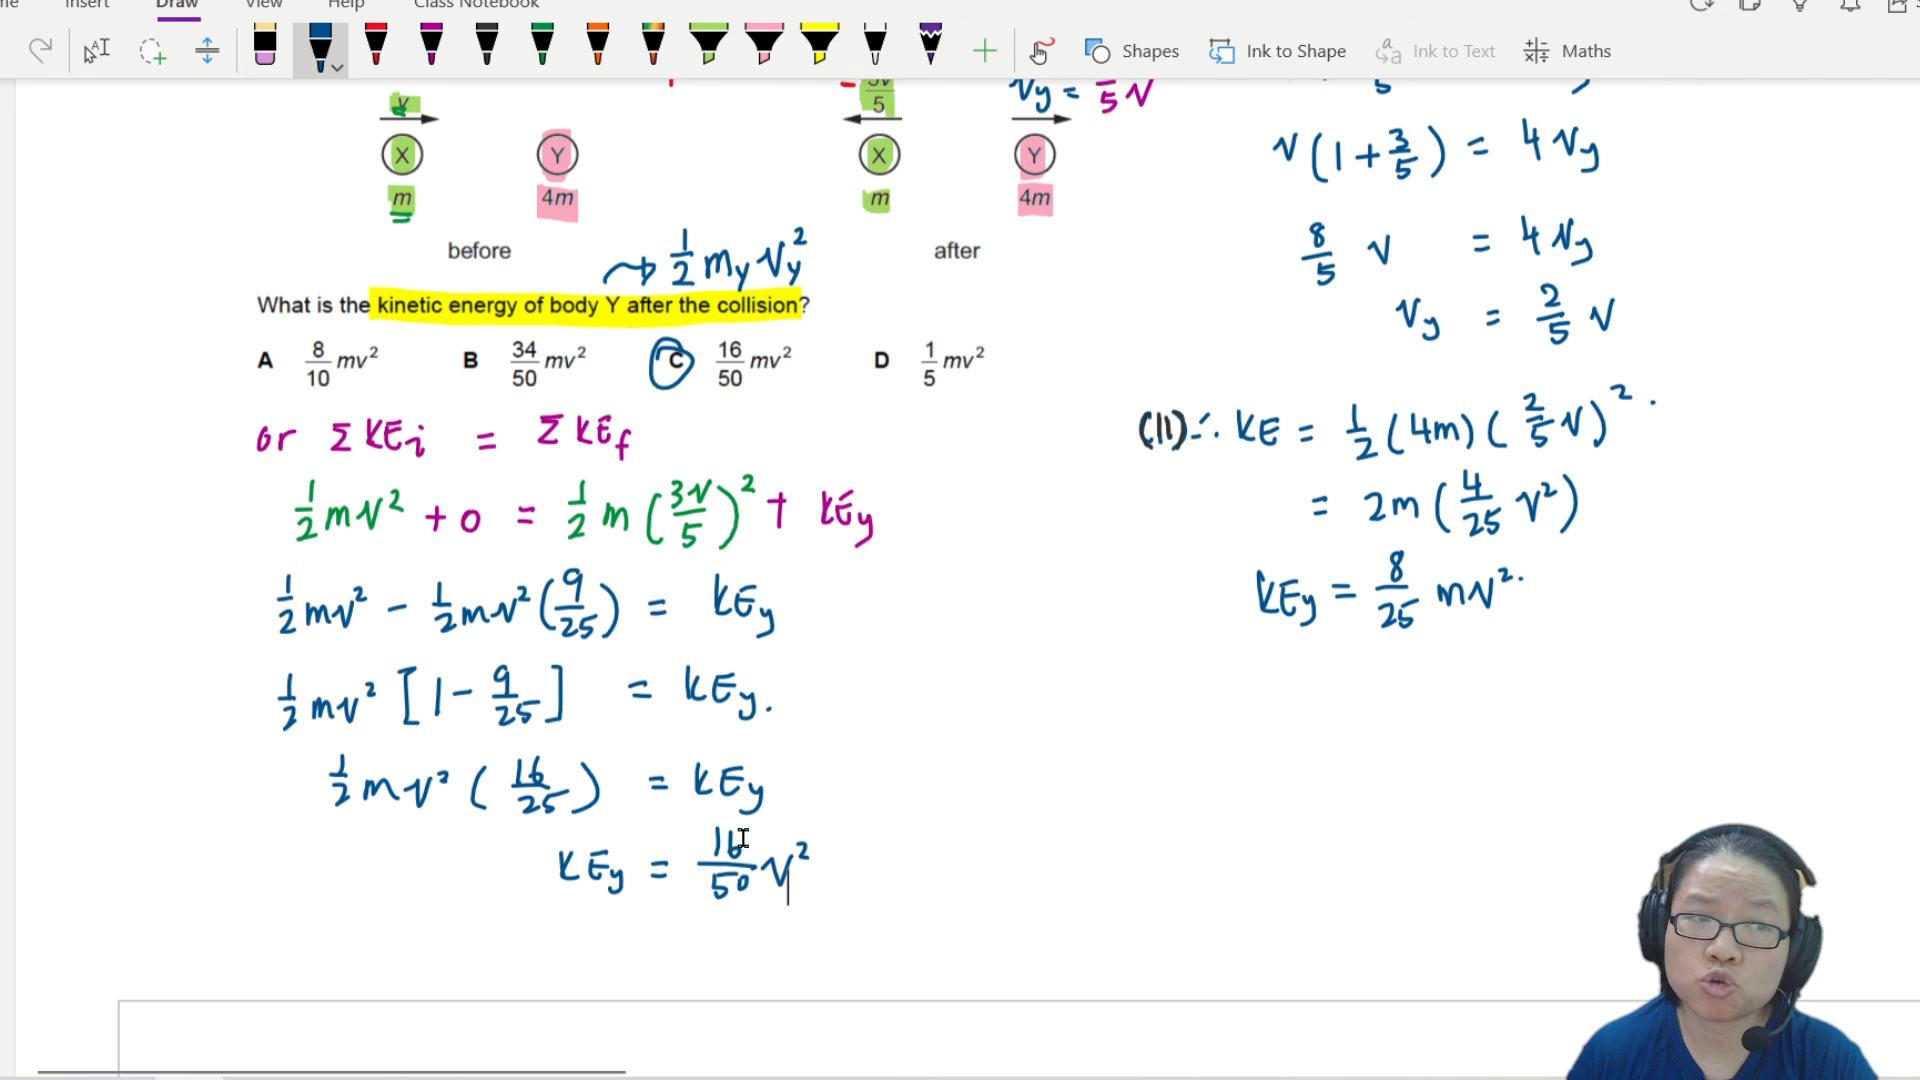 Insert Draw View Help Class Notebook
Shapes Ink to Shape Ink to Text Maths
v
X Y
m 4m
before
- 3v/5
X
m
after
Vy = /5 V
Y
4m
→ 1/2 my Vy²
What is the kinetic energy of body Y after the collision?
A 8/10 mv² B 34/50 mv² C 16/50 mv² D 1/5 mv²
or ΣKEi = ΣKEf
1/2 mv² + 0 = 1/2 m (3v/5)² + KEy
1/2 mv² - 1/2 mv² (9/25) = KEy
1/2 mv² [1 - 9/25] = KEy.
1/2 mv² (16/25) = KEy
KEy = 16/50 v²
v (1 + 3/5) = 4 Vy
8/5 v = 4 Vy
Vy = 2/5 v
(11) ∴ KE = 1/2 (4m) (2/5 v)².
= 2m (4/25 v²)
KEy = 8/25 mv².